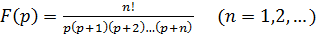 F(p) = n! / p(p+1)(p+2)…(p+n)    (n = 1,2,…)